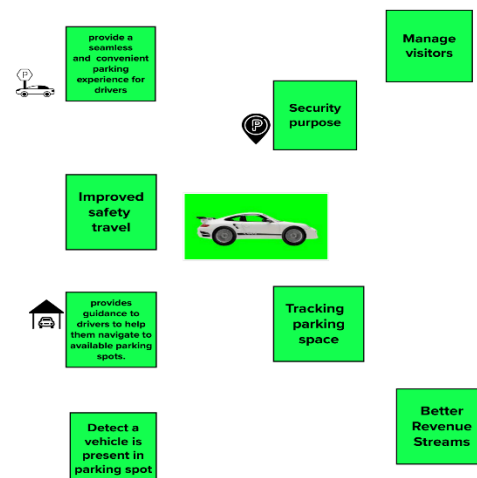 provide a
seamless
and convenient
parking
experience for
drivers
P
Manage
visitors
Security
purpose
P
Improved
safety
travel
provides
guidance to
drivers to help
them navigate to
available parking
spots.
Tracking
parking
space
Better
Revenue
Streams
Detect a
vehicle is
present in
parking spot